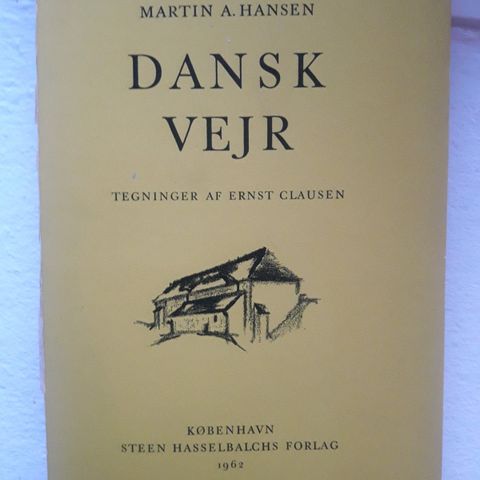 MARTIN A. HANSEN
DANSK
VEJR
TEGNINGER AF ERNST CLAUSEN
KØBENHAVN
STEEN HASSELBALCHS FORLAG
1962